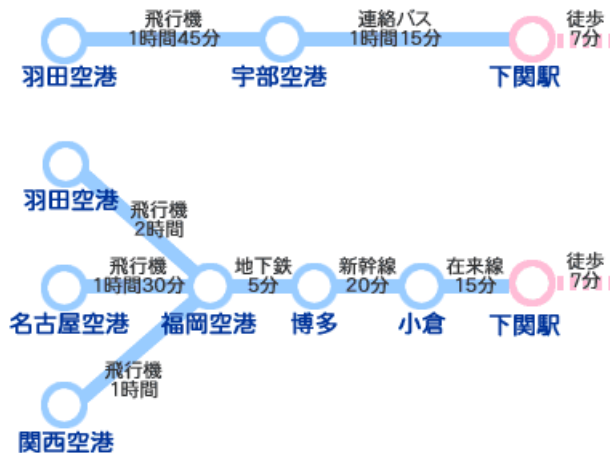 飛行機
1時間45分
連絡バス
1時間15分
徒歩
7分
羽田空港
宇部空港
下関駅
羽田空港
飛行機
2時間
飛行機
1時間30分
地下鉄
5分
新幹線
20分
在来線
15分
徒歩
7分
名古屋空港
福岡空港
博多
小倉
下関駅
飛行機
1時間
関西空港